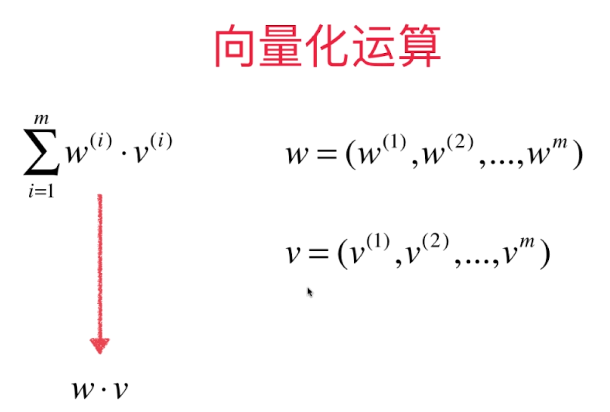 向量化运算
$\sum_{i=1}^{m} w^{(i)} \cdot v^{(i)}$
$w = (w^{(1)}, w^{(2)}, ..., w^{m})$
$v = (v^{(1)}, v^{(2)}, ..., v^{m})$
$w \cdot v$